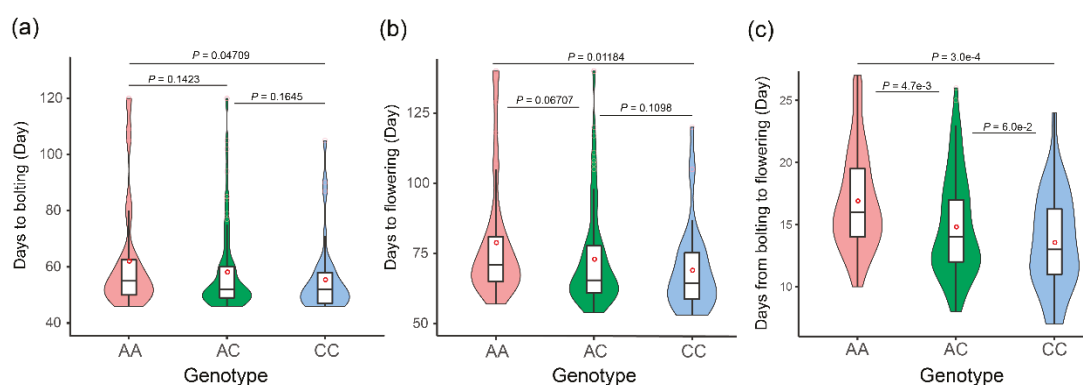 (a)
P = 0.04709
P = 0.1423
P = 0.1645
120
100
80
60
40
Days to bolting (Day)
AA AC CC
Genotype
(b)
P = 0.01184
P = 0.06707
P = 0.1098
125
100
75
50
Days to flowering (Day)
AA AC CC
Genotype
(c)
P = 3.0e-4
P = 4.7e-3
P = 6.0e-2
25
20
15
10
Days from bolting to flowering (Day)
AA AC CC
Genotype